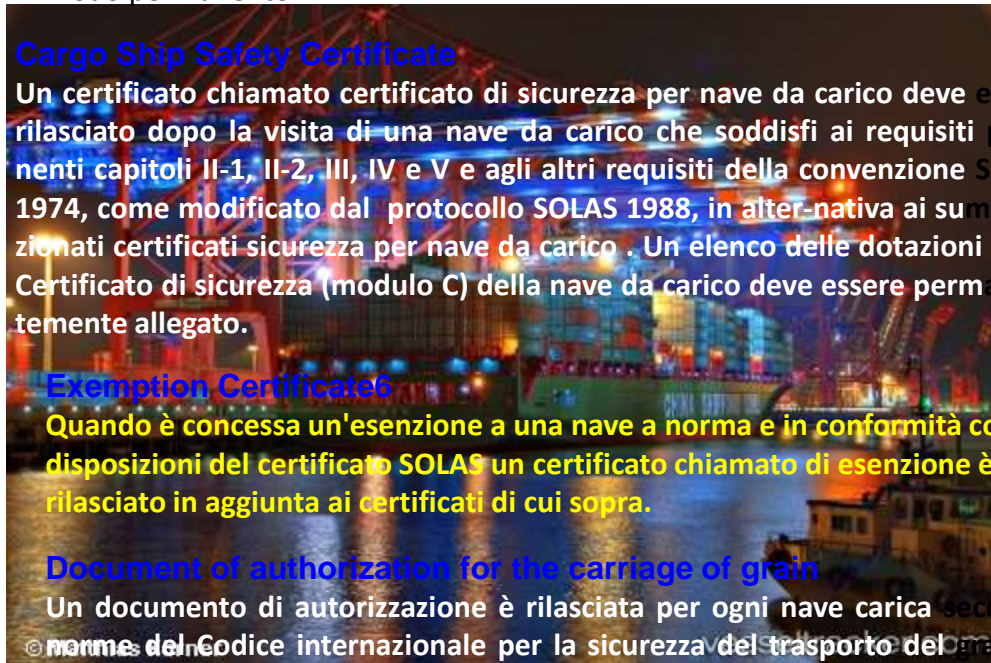 Cargo Ship Safety Certificate
Un certificato chiamato certificato di sicurezza per nave da carico deve e
rilasciato dopo la visita di una nave da carico che soddisfi ai requisiti p
nenti capitoli II-1, II-2, III, IV e V e agli altri requisiti della convenzione S
1974, come modificato dal protocollo SOLAS 1988, in alter-nativa ai sum
zionati certificati sicurezza per nave da carico . Un elenco delle dotazioni
Certificato di sicurezza (modulo C) della nave da carico deve essere perma
temente allegato.
Exemption Certificate6
Quando è concessa un'esenzione a una nave a norma e in conformità co
disposizioni del certificato SOLAS un certificato chiamato di esenzione è
rilasciato in aggiunta ai certificati di cui sopra.
Document of authorization for the carriage of grain
Un documento di autorizzazione è rilasciata per ogni nave carica seco
norme del Codice internazionale per la sicurezza del trasporto del gra